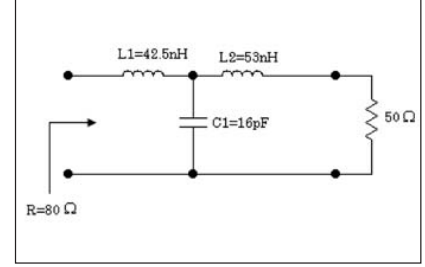 L1=42.5nH
L2=53nH
C1=16pF
50 Ω
R=80 Ω